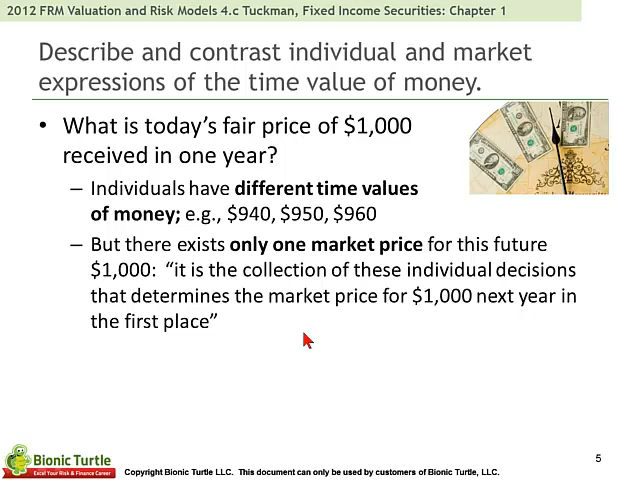 2012 FRM Valuation and Risk Models 4.c Tuckman, Fixed Income Securities: Chapter 1
Describe and contrast individual and market
expressions of the time value of money.
• What is today’s fair price of $1,000
received in one year?
– Individuals have different time values
of money; e.g., $940, $950, $960
– But there exists only one market price for this future
$1,000: “it is the collection of these individual decisions
that determines the market price for $1,000 next year in
the first place”
Bionic Turtle
Excel Your Risk & Finance Career
Copyright Bionic Turtle LLC. This document can only be used by customers of Bionic Turtle, LLC.
5